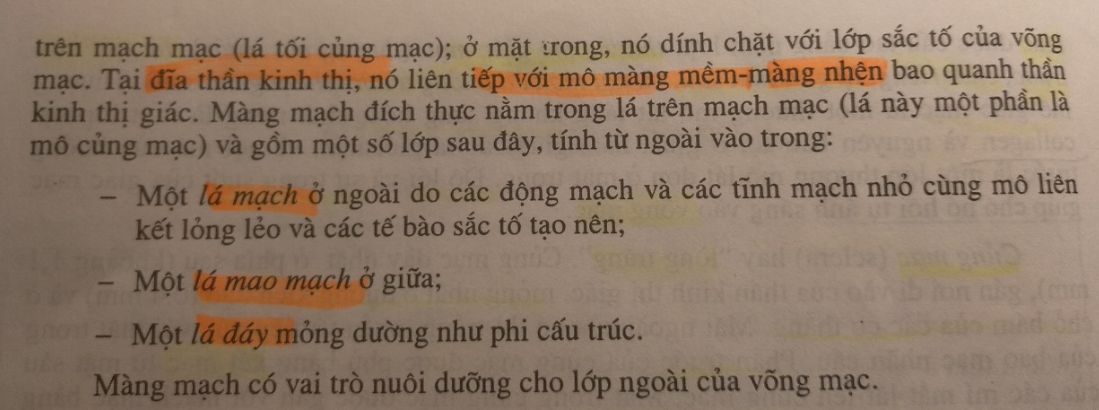 trên mạch mạc (lá tối củng mạc); ở mặt trong, nó dính chặt với lớp sắc tố của võng
mạc. Tại đĩa thần kinh thị, nó liên tiếp với mô màng mềm-màng nhện bao quanh thần
kinh thị giác. Màng mạch đích thực nằm trong lá trên mạch mạc (lá này một phần là
mô củng mạc) và gồm một số lớp sau đây, tính từ ngoài vào trong:
– Một lá mạch ở ngoài do các động mạch và các tĩnh mạch nhỏ cùng mô liên
kết lỏng lẻo và các tế bào sắc tố tạo nên;
– Một lá mao mạch ở giữa;
– Một lá đáy mỏng dường như phi cấu trúc.
Màng mạch có vai trò nuôi dưỡng cho lớp ngoài của võng mạc.